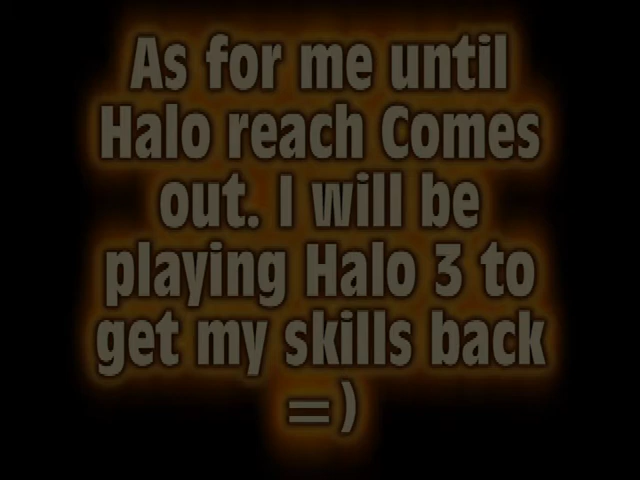 As for me until
Halo reach Comes
out. I will be
playing Halo 3 to
get my skills back
=)